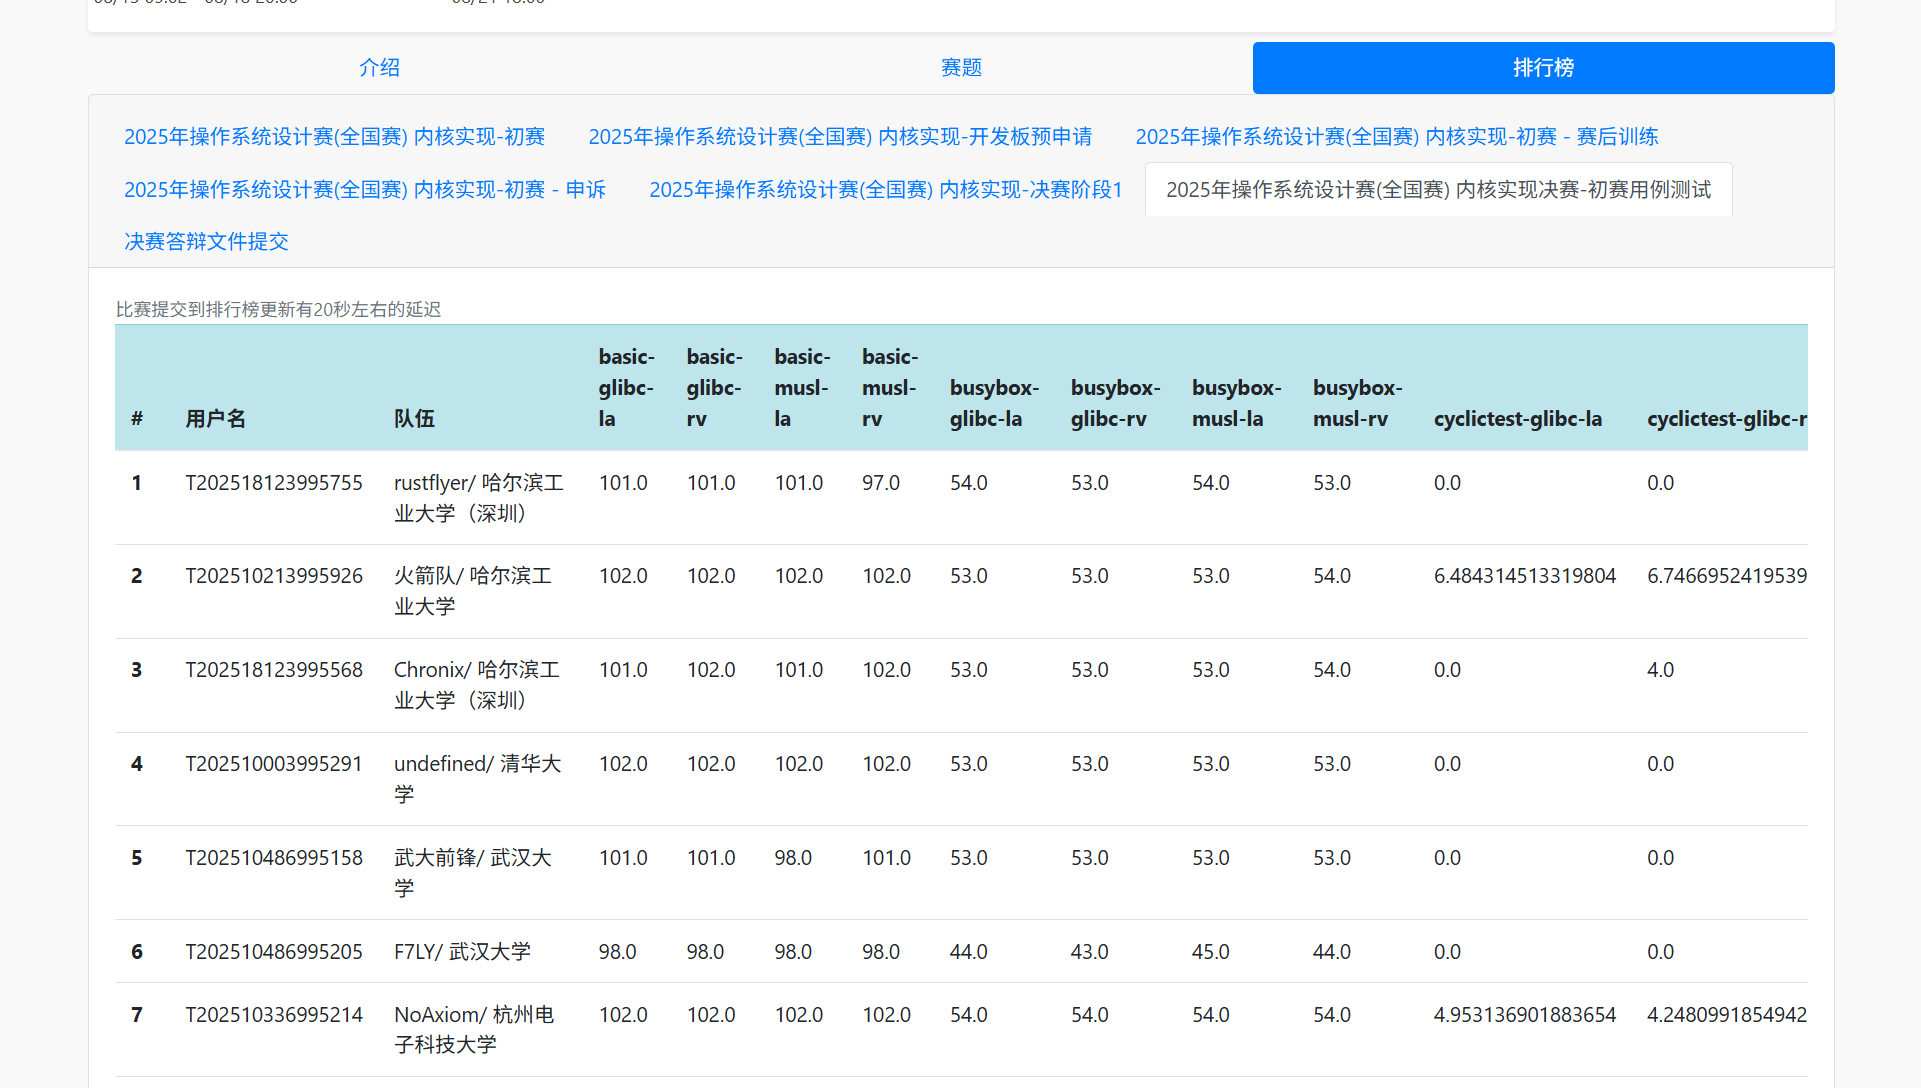 介绍
赛题
排行榜
2025年操作系统设计赛(全国赛) 内核实现-初赛
2025年操作系统设计赛(全国赛) 内核实现-开发板预申请
2025年操作系统设计赛(全国赛) 内核实现-初赛 - 赛后训练
2025年操作系统设计赛(全国赛) 内核实现-初赛 - 申诉
2025年操作系统设计赛(全国赛) 内核实现-决赛阶段1
2025年操作系统设计赛(全国赛) 内核实现决赛-初赛用例测试
决赛答辩文件提交
比赛提交到排行榜更新有20秒左右的延迟
# 用户名 队伍 basic-glibc-la basic-glibc-rv basic-musl-la basic-musl-rv busybox-glibc-la busybox-glibc-rv busybox-musl-la busybox-musl-rv cyclictest-glibc-la cyclictest-glibc-r
1 T202518123995755 rustflyer/ 哈尔滨工 101.0 101.0 101.0 97.0 54.0 53.0 54.0 53.0 0.0 0.0
业大学（深圳）
2 T202510213995926 火箭队/ 哈尔滨工 102.0 102.0 102.0 102.0 53.0 53.0 53.0 54.0 6.484314513319804 6.7466952419539
业大学
3 T202518123995568 Chronix/ 哈尔滨工 101.0 102.0 101.0 102.0 53.0 53.0 53.0 54.0 0.0 4.0
业大学（深圳）
4 T202510003995291 undefined/ 清华大 102.0 102.0 102.0 102.0 53.0 53.0 53.0 53.0 0.0 0.0
学
5 T202510486995158 武大前锋/ 武汉大 101.0 101.0 98.0 101.0 53.0 53.0 53.0 53.0 0.0 0.0
学
6 T202510486995205 F7LY/ 武汉大学 98.0 98.0 98.0 98.0 44.0 43.0 45.0 44.0 0.0 0.0
7 T202510336995214 NoAxiom/ 杭州电 102.0 102.0 102.0 102.0 54.0 54.0 54.0 54.0 4.953136901883654 4.2480991854942
子科技大学